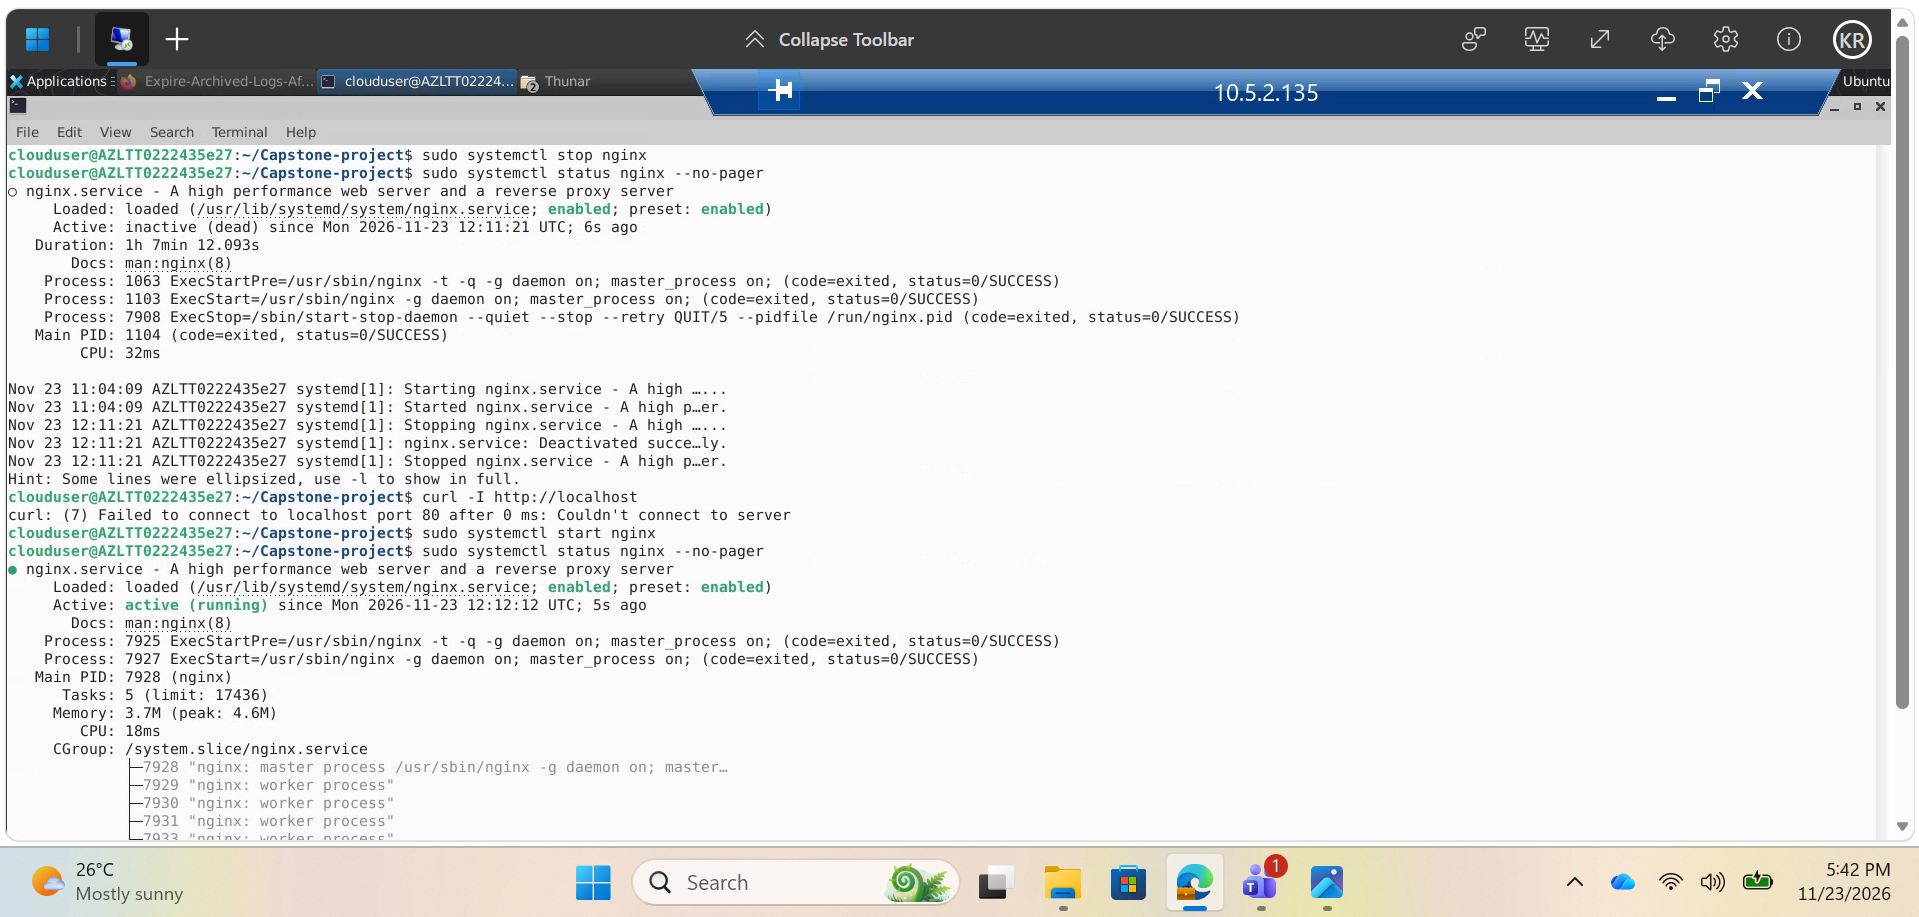 Collapse Toolbar
KR
Applications
Expire-Archived-Logs-Af...
clouduser@AZLTT02224...
2
Thunar
10.5.2.135
Ubuntu
File Edit View Search Terminal Help
clouduser@AZLTT0222435e27:~/Capstone-project$ sudo systemctl stop nginx
clouduser@AZLTT0222435e27:~/Capstone-project$ sudo systemctl status nginx --no-pager
○ nginx.service - A high performance web server and a reverse proxy server
Loaded: loaded (/usr/lib/systemd/system/nginx.service; enabled; preset: enabled)
Active: inactive (dead) since Mon 2026-11-23 12:11:21 UTC; 6s ago
Duration: 1h 7min 12.093s
Docs: man:nginx(8)
Process: 1063 ExecStartPre=/usr/sbin/nginx -t -q -g daemon on; master_process on; (code=exited, status=0/SUCCESS)
Process: 1103 ExecStart=/usr/sbin/nginx -g daemon on; master_process on; (code=exited, status=0/SUCCESS)
Process: 7908 ExecStop=/sbin/start-stop-daemon --quiet --stop --retry QUIT/5 --pidfile /run/nginx.pid (code=exited, status=0/SUCCESS)
Main PID: 1104 (code=exited, status=0/SUCCESS)
CPU: 32ms
Nov 23 11:04:09 AZLTT0222435e27 systemd[1]: Starting nginx.service - A high …...
Nov 23 11:04:09 AZLTT0222435e27 systemd[1]: Started nginx.service - A high p…er.
Nov 23 12:11:21 AZLTT0222435e27 systemd[1]: Stopping nginx.service - A high …...
Nov 23 12:11:21 AZLTT0222435e27 systemd[1]: nginx.service: Deactivated succe…ly.
Nov 23 12:11:21 AZLTT0222435e27 systemd[1]: Stopped nginx.service - A high p…er.
Hint: Some lines were ellipsized, use -l to show in full.
clouduser@AZLTT0222435e27:~/Capstone-project$ curl -I http://localhost
curl: (7) Failed to connect to localhost port 80 after 0 ms: Couldn't connect to server
clouduser@AZLTT0222435e27:~/Capstone-project$ sudo systemctl start nginx
clouduser@AZLTT0222435e27:~/Capstone-project$ sudo systemctl status nginx --no-pager
● nginx.service - A high performance web server and a reverse proxy server
Loaded: loaded (/usr/lib/systemd/system/nginx.service; enabled; preset: enabled)
Active: active (running) since Mon 2026-11-23 12:12:12 UTC; 5s ago
Docs: man:nginx(8)
Process: 7925 ExecStartPre=/usr/sbin/nginx -t -q -g daemon on; master_process on; (code=exited, status=0/SUCCESS)
Process: 7927 ExecStart=/usr/sbin/nginx -g daemon on; master_process on; (code=exited, status=0/SUCCESS)
Main PID: 7928 (nginx)
Tasks: 5 (limit: 17436)
Memory: 3.7M (peak: 4.6M)
CPU: 18ms
CGroup: /system.slice/nginx.service
├─7928 "nginx: master process /usr/sbin/nginx -g daemon on; master…
├─7929 "nginx: worker process"
├─7930 "nginx: worker process"
├─7931 "nginx: worker process"
7933 "nginx: worker process"
26°C
Mostly sunny
Search
1
5:42 PM
11/23/2026